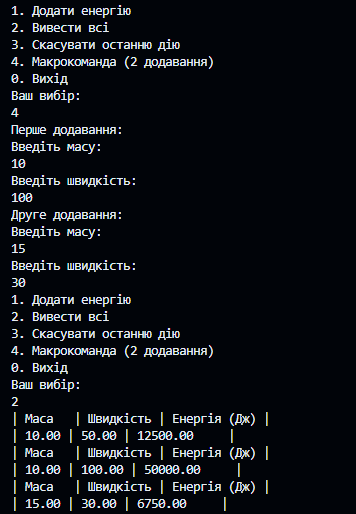 1. Додати енергію
2. Вивести всі
3. Скасувати останню дію
4. Макрокоманда (2 додавання)
0. Вихід
Ваш вибір:
4
Перше додавання:
Введіть масу:
10
Введіть швидкість:
100
Друге додавання:
Введіть масу:
15
Введіть швидкість:
30
1. Додати енергію
2. Вивести всі
3. Скасувати останню дію
4. Макрокоманда (2 додавання)
0. Вихід
Ваш вибір:
2
| Маса   | Швидкість | Енергія (Дж) |
| 10.00 | 50.00 | 12500.00     |
| Маса   | Швидкість | Енергія (Дж) |
| 10.00 | 100.00 | 50000.00     |
| Маса   | Швидкість | Енергія (Дж) |
| 15.00 | 30.00 | 6750.00     |